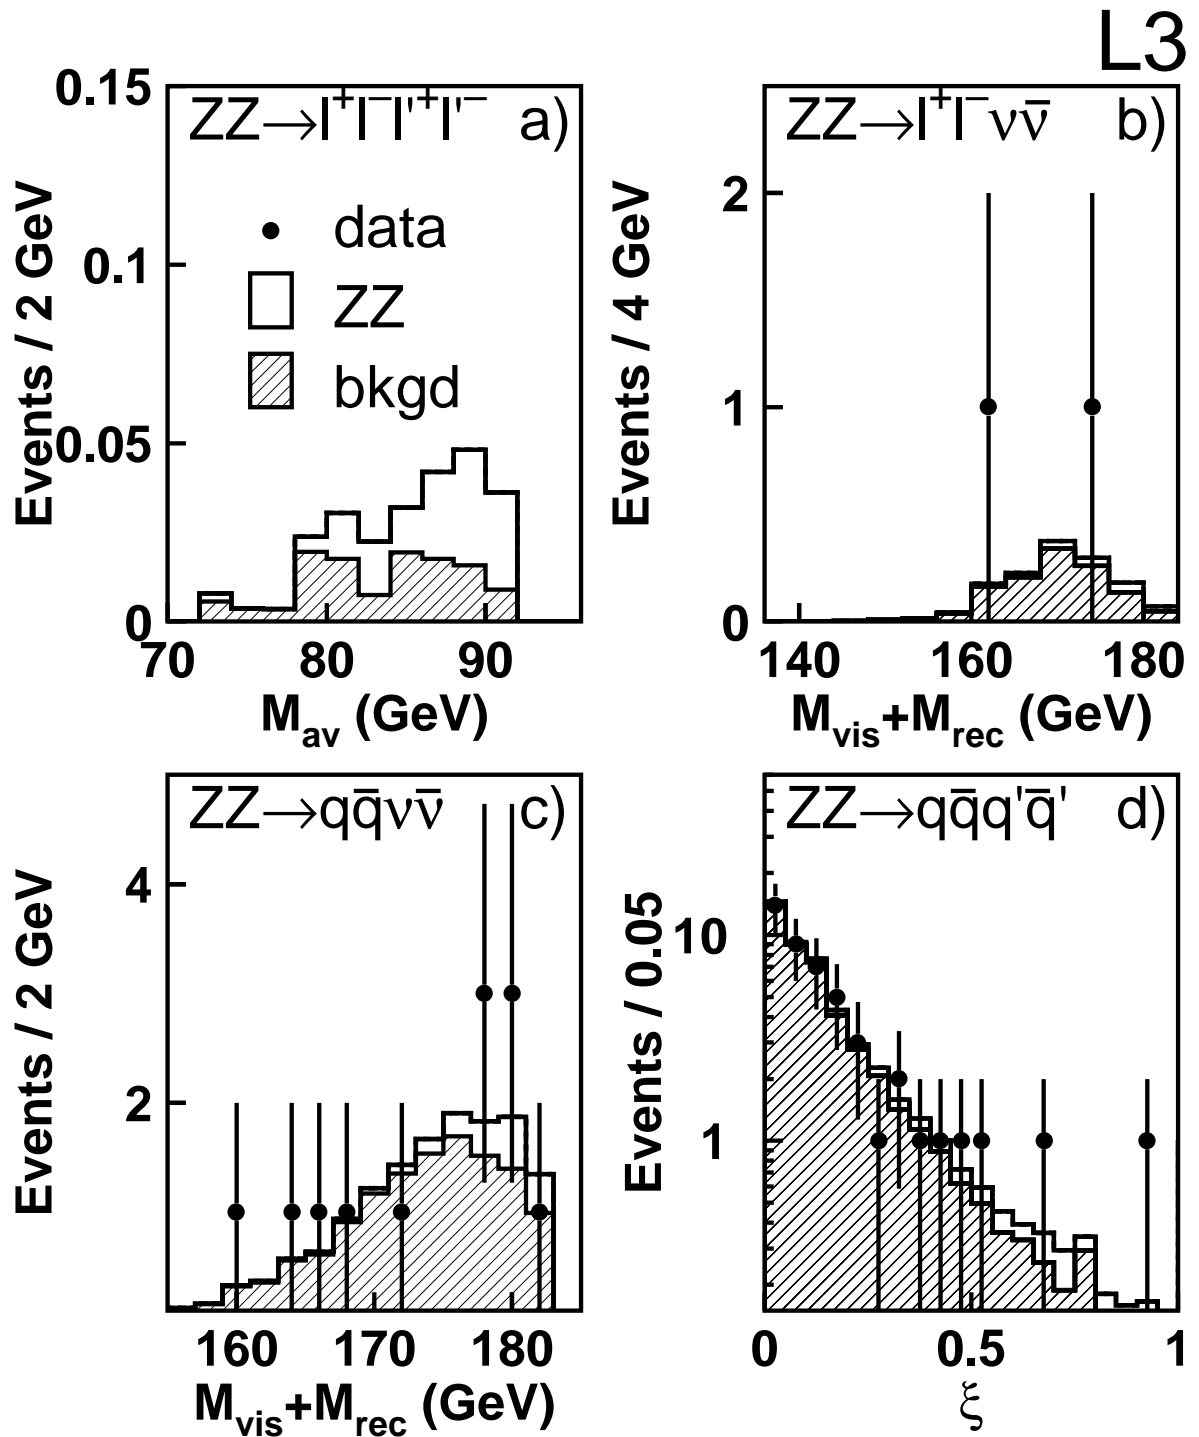 L3
ZZ→l⁺l⁻l'⁺l'⁻ a)
data
ZZ
bkgd
Events / 2 GeV
0.15
0.1
0.05
0
70 80 90
M_av (GeV)
ZZ→l⁺l⁻νν̄ b)
Events / 4 GeV
2
1
0
140 160 180
M_vis+M_rec (GeV)
ZZ→qq̄νν̄ c)
Events / 2 GeV
4
2
160 170 180
M_vis+M_rec (GeV)
ZZ→qq̄q'q̄' d)
Events / 0.05
10
1
0 0.5 1
ξ